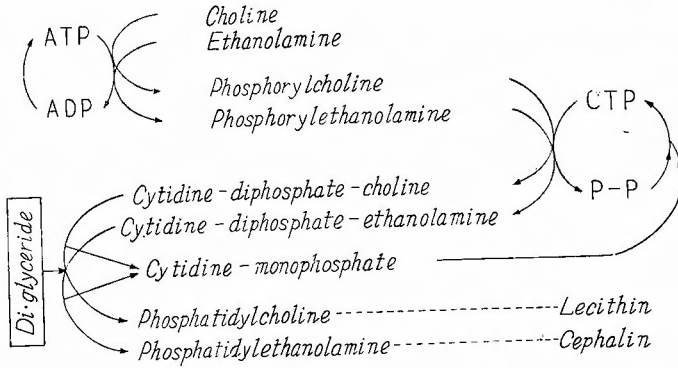 Choline
ATP
Ethanolamine
Phosphorylcholine
CTP
ADP
Phosphorylethanolamine
P-P
Cytidine-diphosphate-choline
Cytidine-diphosphate-ethanolamine
Di·glyceride
Cytidine-monophosphate
Phosphatidylcholine Lecithin
Phosphatidylethanolamine Cephalin